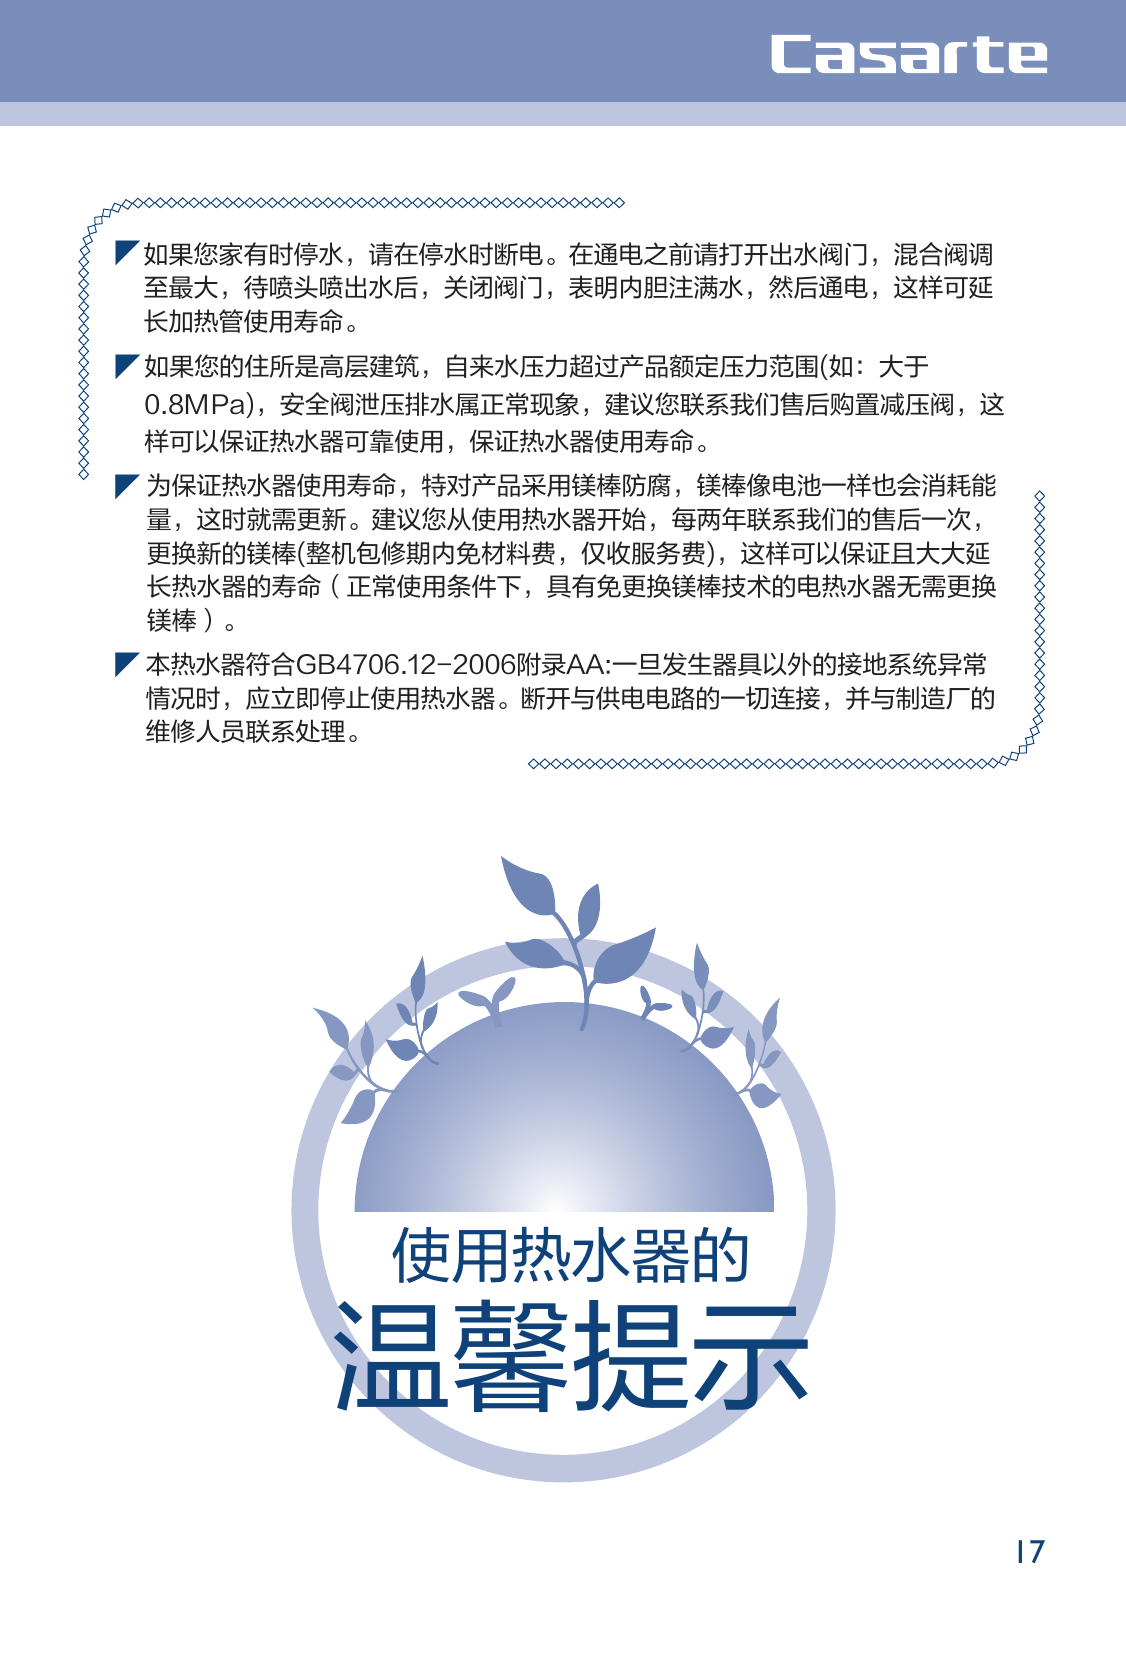 Casarte
如果您家有时停水，请在停水时断电。在通电之前请打开出水阀门，混合阀调
至最大，待喷头喷出水后，关闭阀门，表明内胆注满水，然后通电，这样可延
长加热管使用寿命。
如果您的住所是高层建筑，自来水压力超过产品额定压力范围(如：大于
0.8MPa)，安全阀泄压排水属正常现象，建议您联系我们售后购置减压阀，这
样可以保证热水器可靠使用，保证热水器使用寿命。
为保证热水器使用寿命，特对产品采用镁棒防腐，镁棒像电池一样也会消耗能
量，这时就需更新。建议您从使用热水器开始，每两年联系我们的售后一次，
更换新的镁棒(整机包修期内免材料费，仅收服务费)，这样可以保证且大大延
长热水器的寿命（正常使用条件下，具有免更换镁棒技术的电热水器无需更换
镁棒）。
本热水器符合GB4706.12-2006附录AA:一旦发生器具以外的接地系统异常
情况时，应立即停止使用热水器。断开与供电电路的一切连接，并与制造厂的
维修人员联系处理。
使用热水器的
温馨提示
17